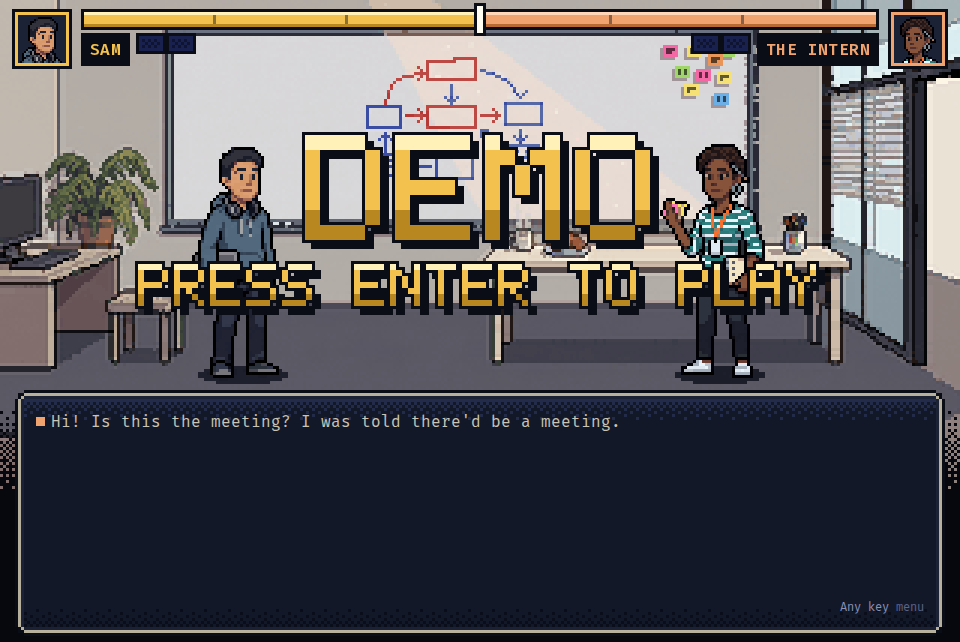 SAM
THE INTERN
DEMO
PRESS ENTER TO PLAY
Hi! Is this the meeting? I was told there'd be a meeting.
Any key menu